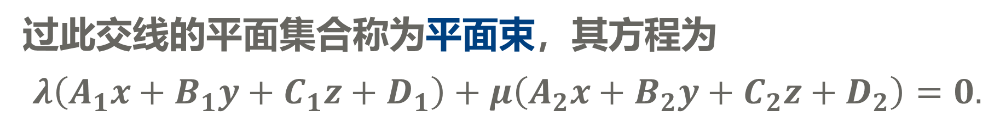 过此交线的平面集合称为平面束，其方程为
λ(A₁x + B₁y + C₁z + D₁) + μ(A₂x + B₂y + C₂z + D₂) = 0.